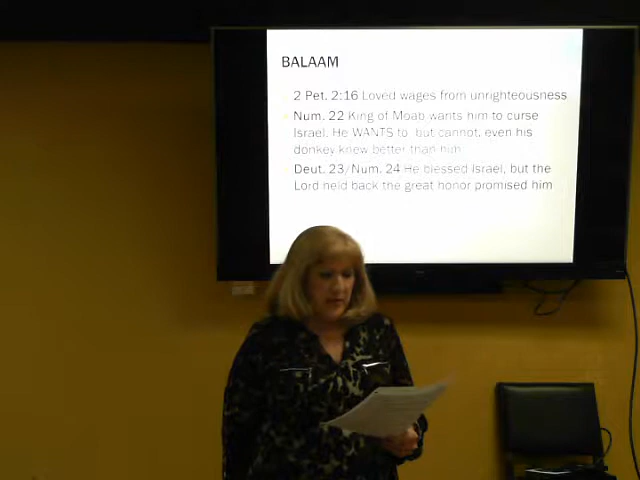 BALAAM
2 Pet. 2:16 Loved wages from unrighteousness
Num. 22 King of Moab wants him to curse
Israel. He WANTS to but cannot, even his
donkey knew better than him
Deut. 23/Num. 24 He blessed Israel, but the
Lord held back the great honor promised him